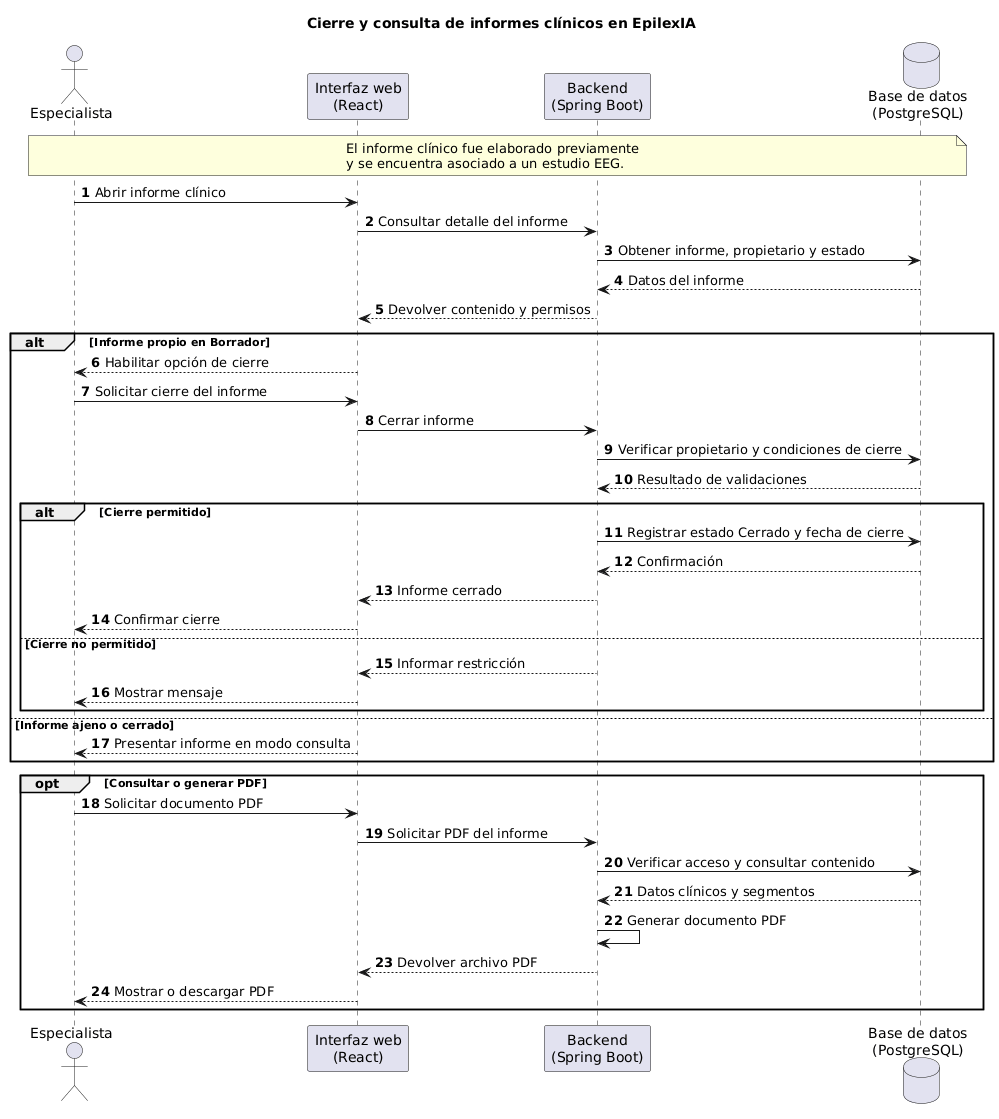 Cierre y consulta de informes clínicos en EpilexIA
Especialista
Interfaz web
(React)
Backend
(Spring Boot)
Base de datos
(PostgreSQL)
El informe clínico fue elaborado previamente
y se encuentra asociado a un estudio EEG.
1 Abrir informe clínico
2 Consultar detalle del informe
3 Obtener informe, propietario y estado
4 Datos del informe
5 Devolver contenido y permisos
alt [Informe propio en Borrador]
6 Habilitar opción de cierre
7 Solicitar cierre del informe
8 Cerrar informe
9 Verificar propietario y condiciones de cierre
10 Resultado de validaciones
alt [Cierre permitido]
11 Registrar estado Cerrado y fecha de cierre
12 Confirmación
13 Informe cerrado
14 Confirmar cierre
[Cierre no permitido]
15 Informar restricción
16 Mostrar mensaje
[Informe ajeno o cerrado]
17 Presentar informe en modo consulta
opt [Consultar o generar PDF]
18 Solicitar documento PDF
19 Solicitar PDF del informe
20 Verificar acceso y consultar contenido
21 Datos clínicos y segmentos
22 Generar documento PDF
23 Devolver archivo PDF
24 Mostrar o descargar PDF
Especialista
Interfaz web
(React)
Backend
(Spring Boot)
Base de datos
(PostgreSQL)